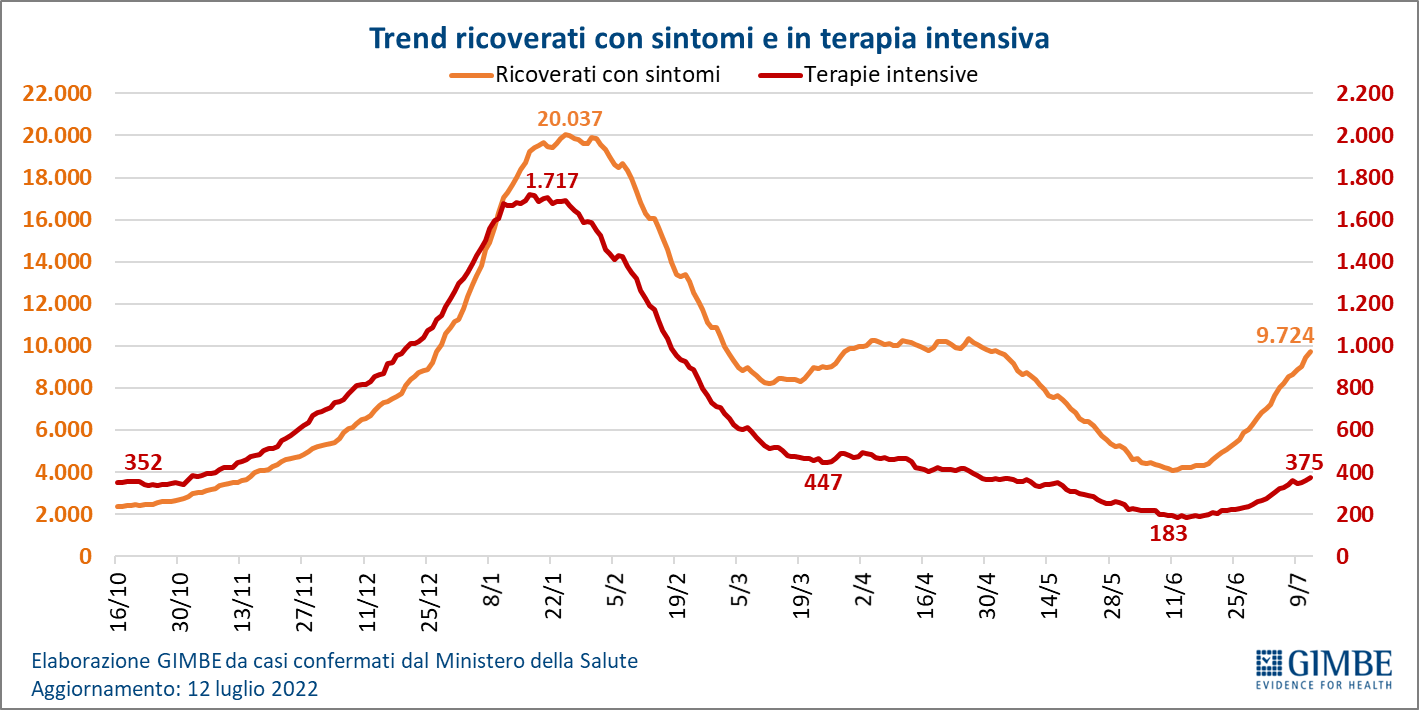 Trend ricoverati con sintomi e in terapia intensiva
Ricoverati con sintomi Terapie intensive
22.000 2.200
20.000 20.037 2.000
18.000 1.717 1.800
16.000 1.600
14.000 1.400
12.000 1.200
10.000 9.724 1.000
8.000 800
6.000 600
4.000 352 447 375 400
2.000 183 200
0 0
16/10 30/10 13/11 27/11 11/12 25/12 8/1 22/1 5/2 19/2 5/3 19/3 2/4 16/4 30/4 14/5 28/5 11/6 25/6 9/7
Elaborazione GIMBE da casi confermati dal Ministero della Salute
Aggiornamento: 12 luglio 2022
GIMBE
EVIDENCE FOR HEALTH